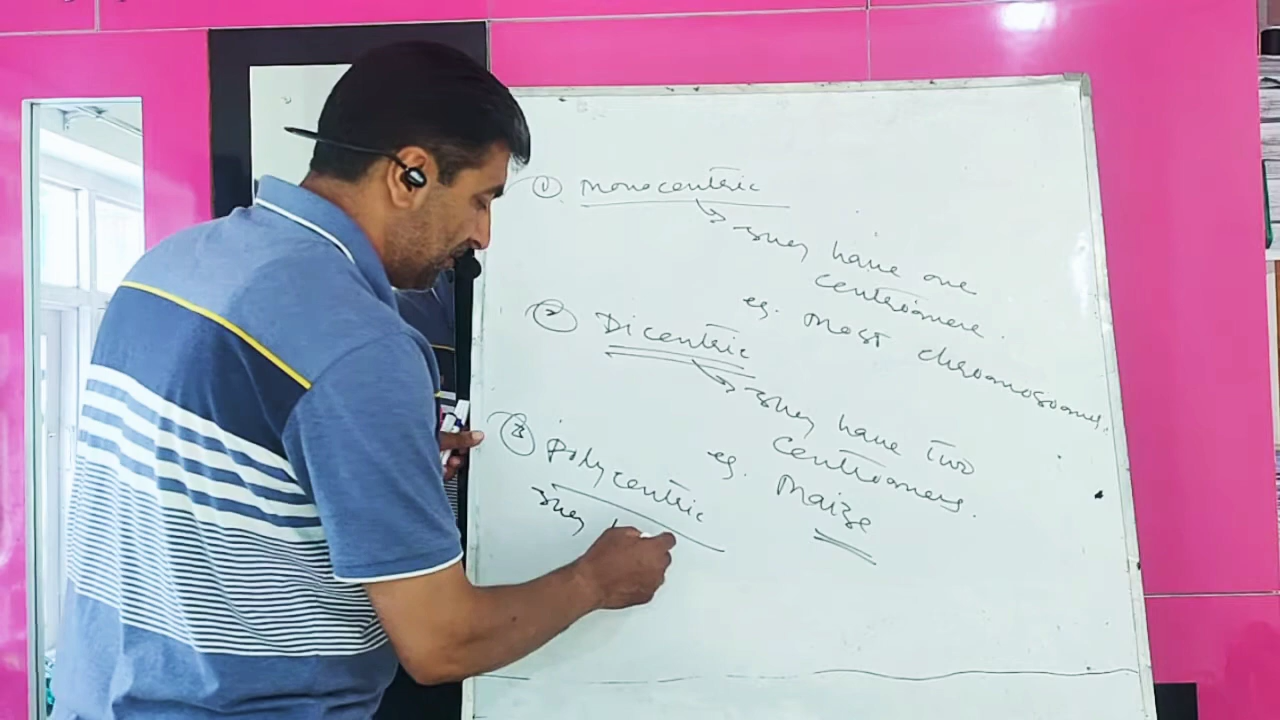 ① Monocentric
They have one
centromere.
eg. Most chromosomes.
② Dicentric
They have two
Centromeres.
eg. Maize
③ Polycentric
They h